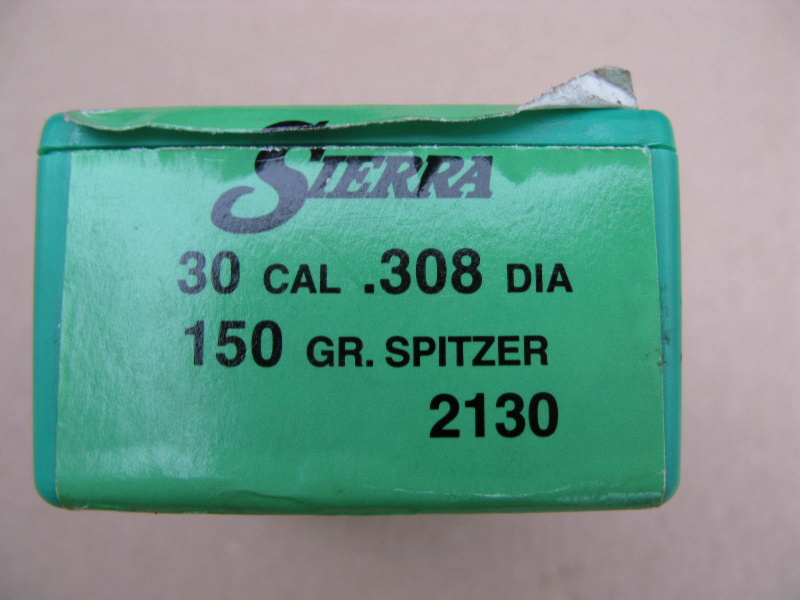 SIERRA
30 CAL .308 DIA
150 GR. SPITZER
2130